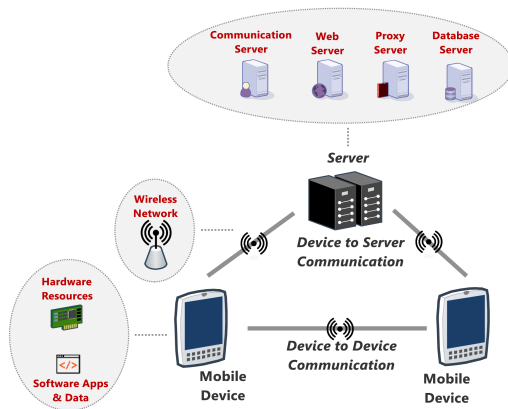 Communication
Server
Web
Server
Proxy
Server
Database
Server
Server
Wireless
Network
Device to Server
Communication
Hardware
Resources
</>
Software Apps
& Data
Device to Device
Communication
Mobile
Device
Mobile
Device